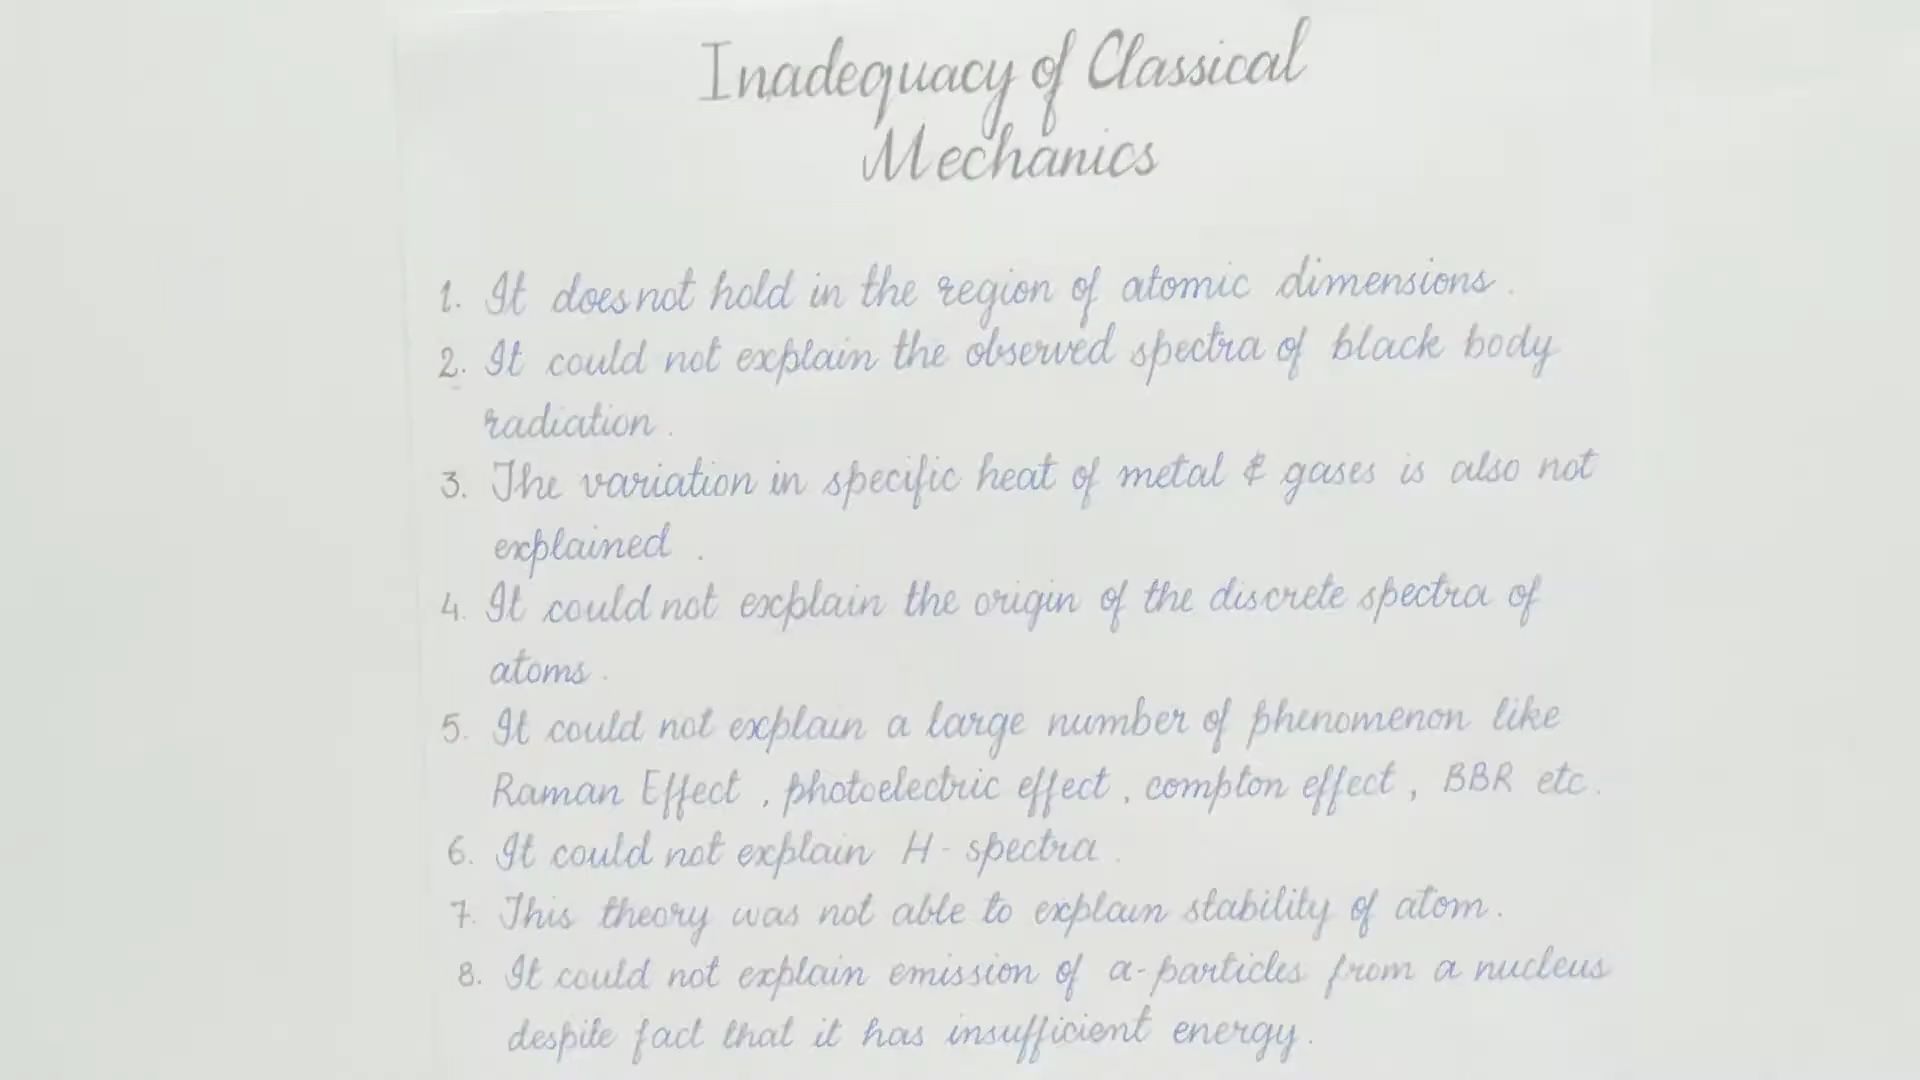 Inadequacy of Classical
Mechanics
1. It does not hold in the region of atomic dimensions.
2. It could not explain the observed spectra of black body
radiation.
3. The variation in specific heat of metal & gases is also not
explained.
4. It could not explain the origin of the discrete spectra of
atoms.
5. It could not explain a large number of phenomenon like
Raman Effect, photoelectric effect, compton effect, BBR etc.
6. It could not explain H-spectra.
7. This theory was not able to explain stability of atom.
8. It could not explain emission of α-particles from a nucleus
despite fact that it has insufficient energy.